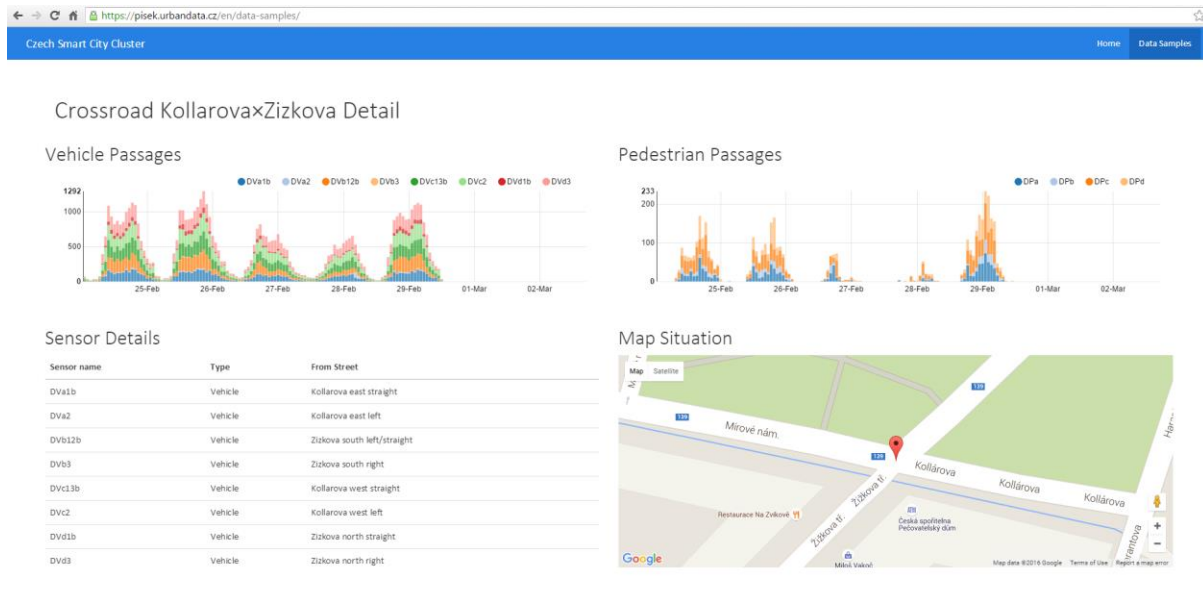 https://pisek.urbandata.cz/en/data-samples/
Czech Smart City Cluster
Home
Data Samples
Crossroad Kollarova×Zizkova Detail
Vehicle Passages
DVa1b DVa2 DVb12b DVb3 DVc13b DVc2 DVd1b DVd3
1292
1000
500
0
25-Feb 26-Feb 27-Feb 28-Feb 29-Feb 01-Mar 02-Mar
Pedestrian Passages
DPa DPb DPc DPd
233
200
100
0
25-Feb 26-Feb 27-Feb 28-Feb 29-Feb 01-Mar 02-Mar
Sensor Details
Sensor name Type From Street
DVa1b Vehicle Kollarova east straight
DVa2 Vehicle Kollarova east left
DVb12b Vehicle Zizkova south left/straight
DVb3 Vehicle Zizkova south right
DVc13b Vehicle Kollarova west straight
DVc2 Vehicle Kollarova west left
DVd1b Vehicle Zizkova north straight
DVd3 Vehicle Zizkova north right
Map Situation
Map Satellite
139
139
Mírové nám.
139
Kollárova
Kollárova
Kollárova
Žižkova tř.
Žižkova tř.
Restaurace Na Zvíkově
Česká spořitelna
Pečovatelský dům
Miloš Vakoč
+
−
Google
Map data ©2016 Google Terms of Use Report a map error